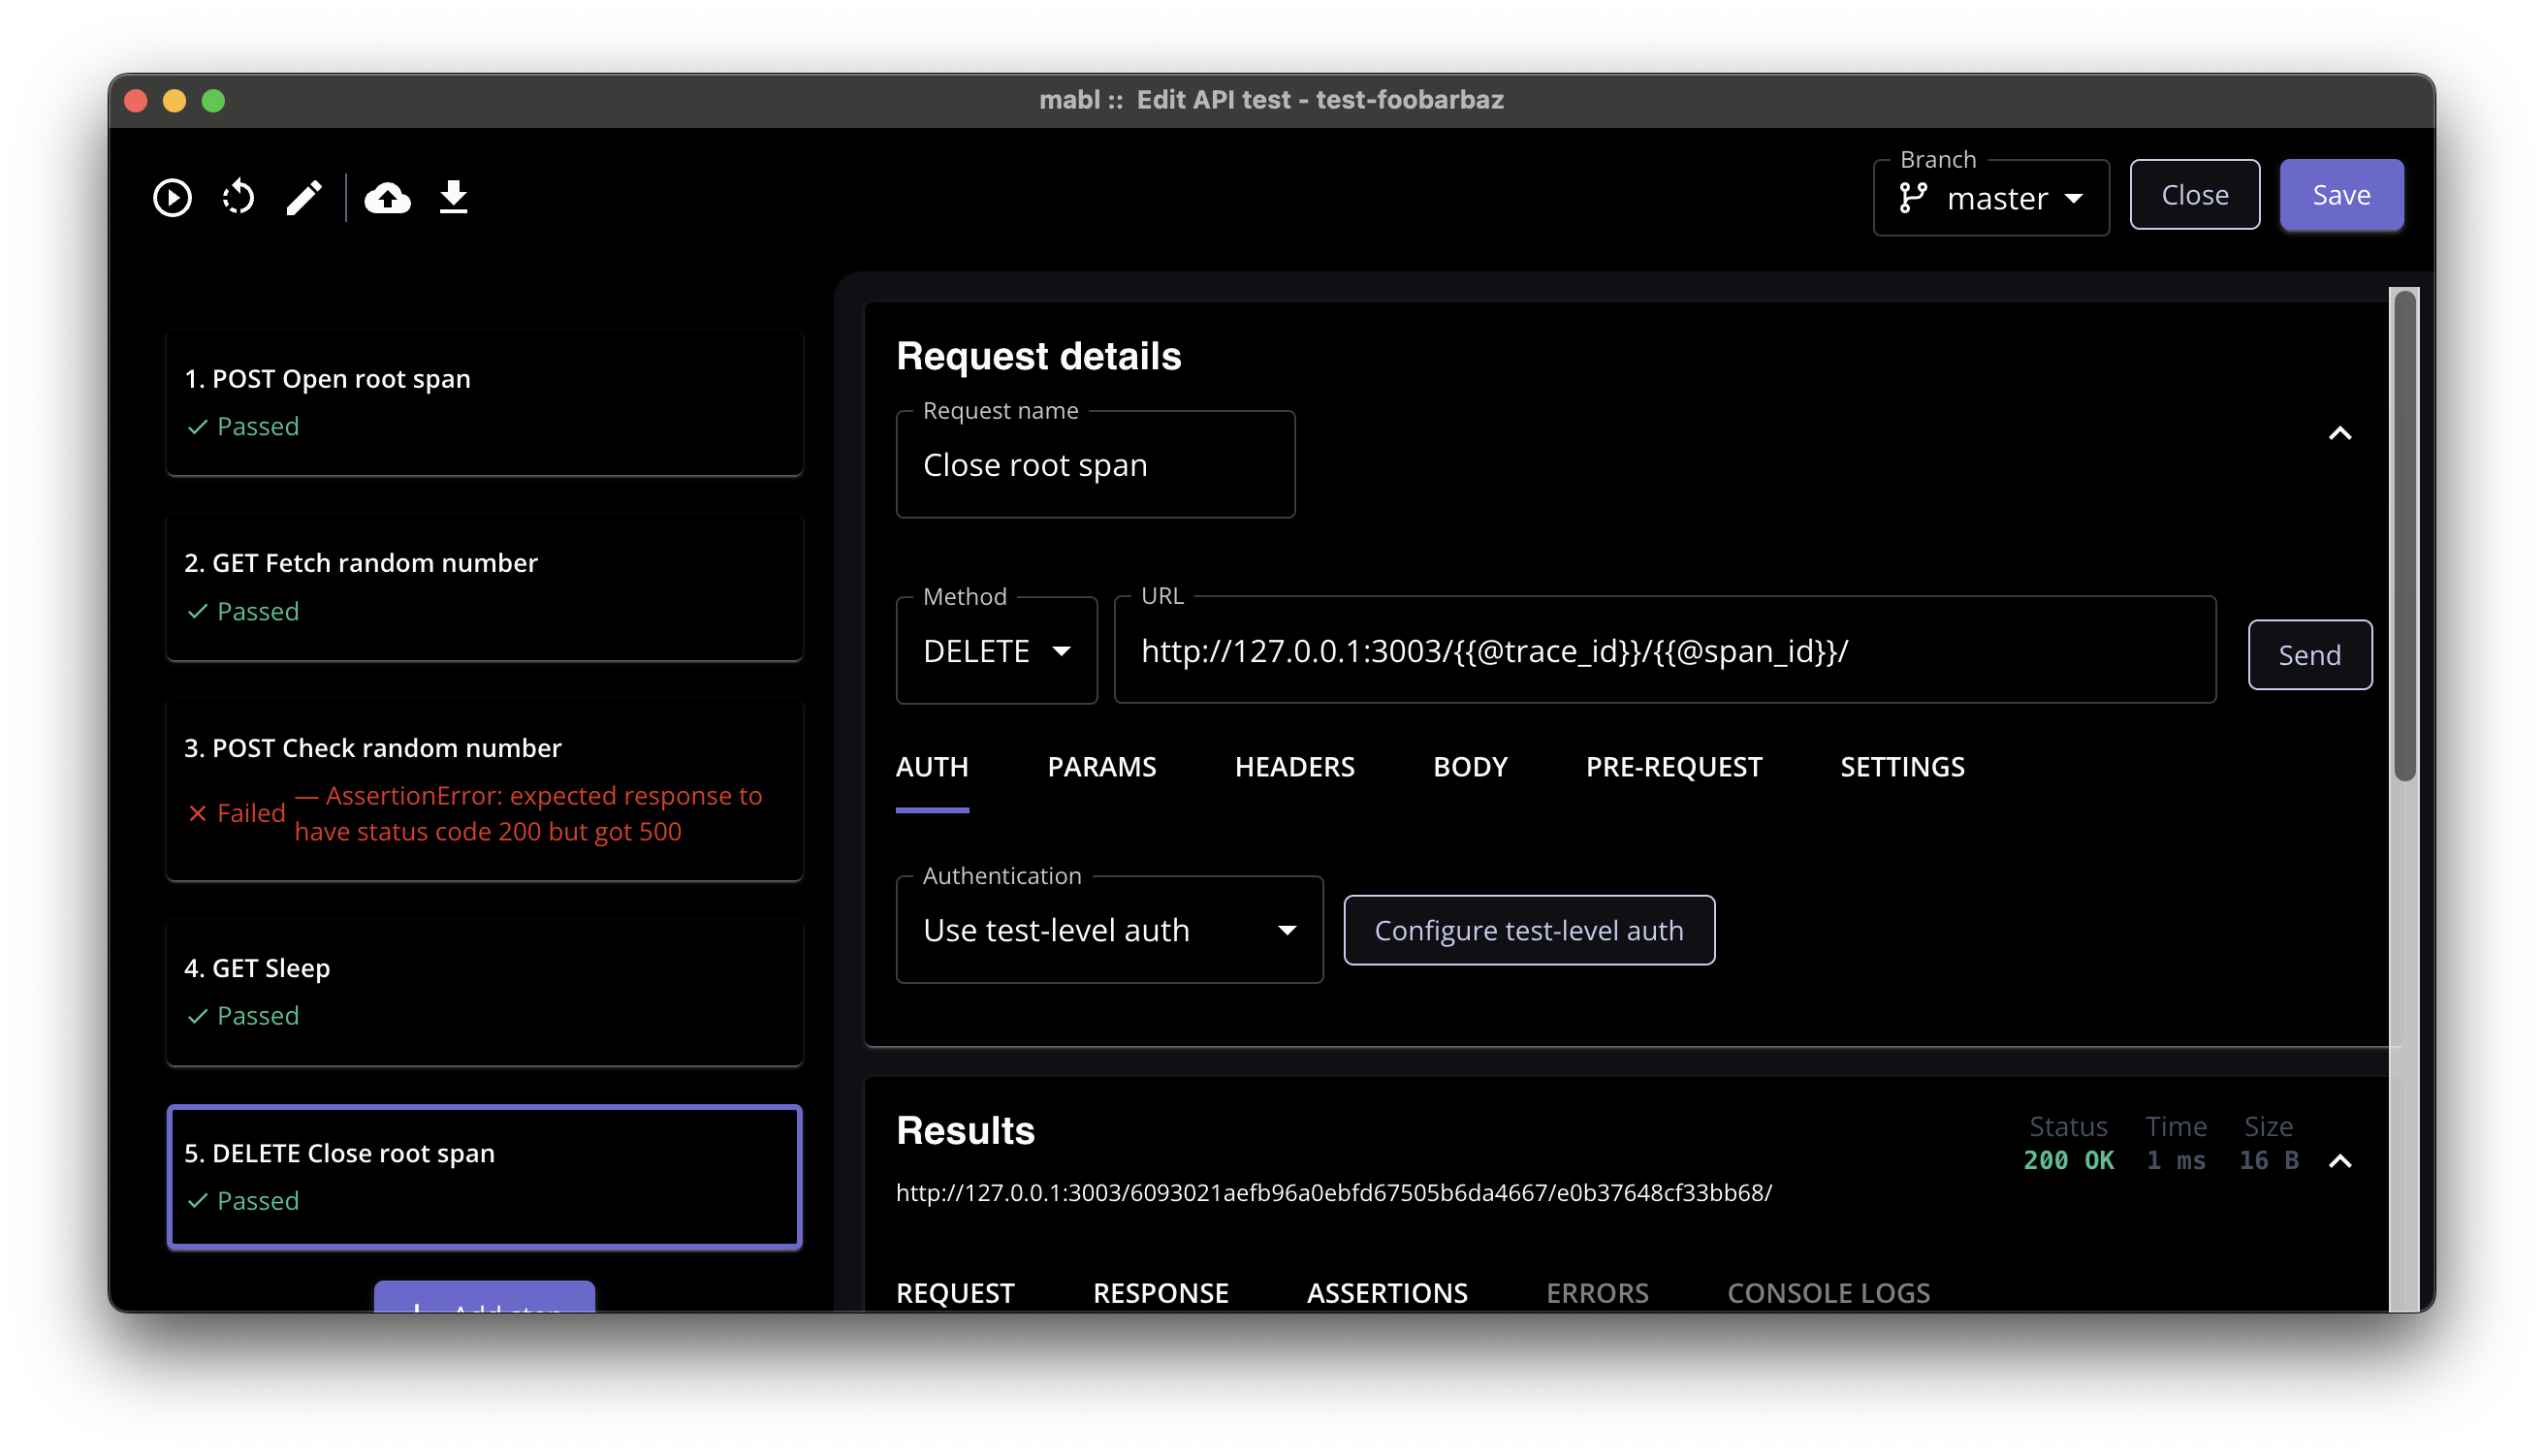 mabl :: Edit API test - test-foobarbaz
Branch
master
Close
Save
1. POST Open root span
Passed
2. GET Fetch random number
Passed
3. POST Check random number
Failed
— AssertionError: expected response to
have status code 200 but got 500
4. GET Sleep
Passed
5. DELETE Close root span
Passed
Add step
Request details
Request name
Close root span
Method
DELETE
URL
http://127.0.0.1:3003/{{@trace_id}}/{{@span_id}}/
Send
AUTH PARAMS HEADERS BODY PRE-REQUEST SETTINGS
Authentication
Use test-level auth
Configure test-level auth
Results
Status Time Size
200 OK 1 ms 16 B
http://127.0.0.1:3003/6093021aefb96a0ebfd67505b6da4667/e0b37648cf33bb68/
REQUEST RESPONSE ASSERTIONS ERRORS CONSOLE LOGS